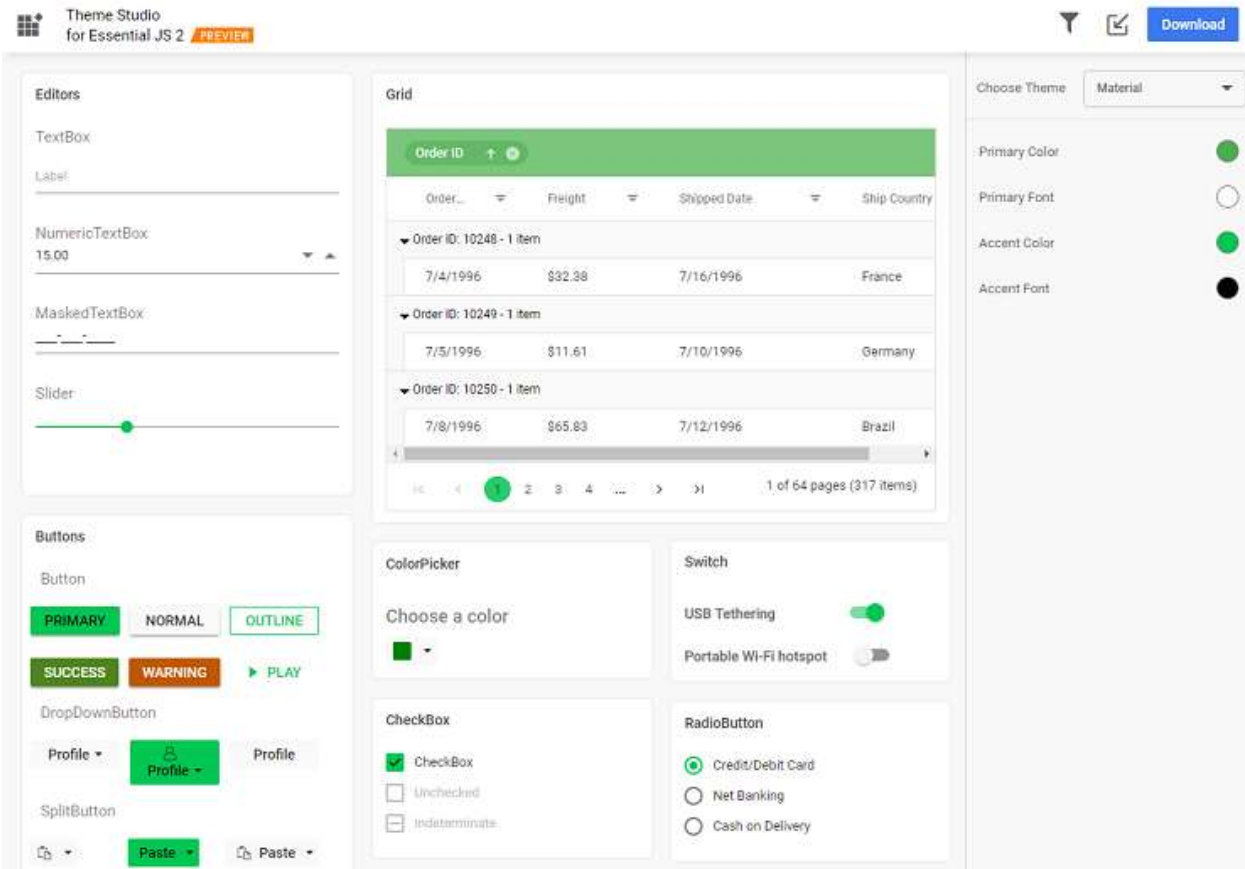 Theme Studio
for Essential JS 2 PREVIEW
Download
Editors
TextBox
Label
NumericTextBox
15.00
MaskedTextBox
___-___-____
Slider
Grid
Order ID
Order... Freight Shipped Date Ship Country
Order ID: 10248 - 1 item
7/4/1996 $32.38 7/16/1996 France
Order ID: 10249 - 1 item
7/5/1996 $11.61 7/10/1996 Germany
Order ID: 10250 - 1 item
7/8/1996 $65.83 7/12/1996 Brazil
1 2 3 4 ... 1 of 64 pages (317 items)
Choose Theme Material
Primary Color
Primary Font
Accent Color
Accent Font
Buttons
Button
PRIMARY NORMAL OUTLINE
SUCCESS WARNING PLAY
DropDownButton
Profile Profile Profile
SplitButton
Paste Paste
ColorPicker
Choose a color
Switch
USB Tethering
Portable Wi-Fi hotspot
CheckBox
CheckBox
Unchecked
Indeterminate
RadioButton
Credit/Debit Card
Net Banking
Cash on Delivery